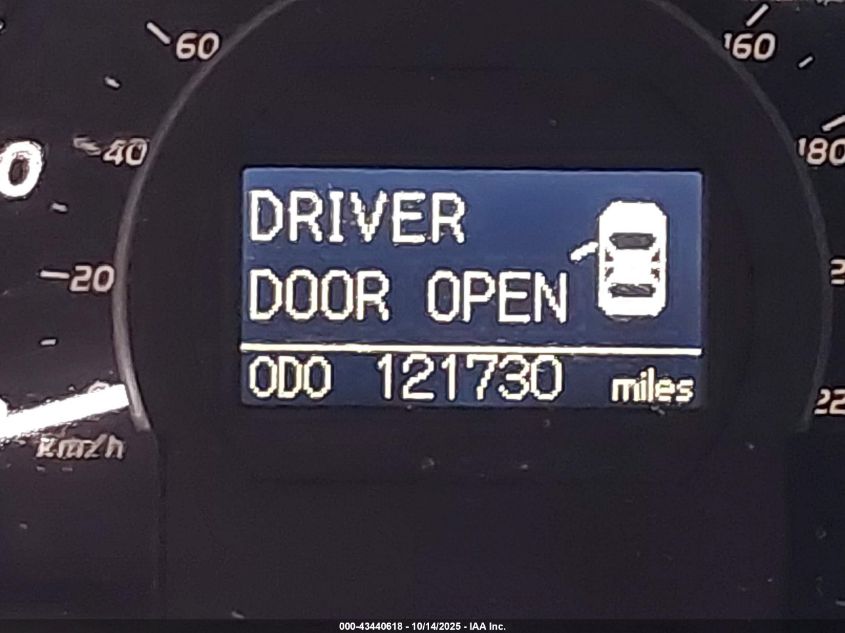 60
160
40
180
0
20
DRIVER
DOOR OPEN
ODO 121730 miles
km/h
000-43440618 - 10/14/2025 - IAA Inc.